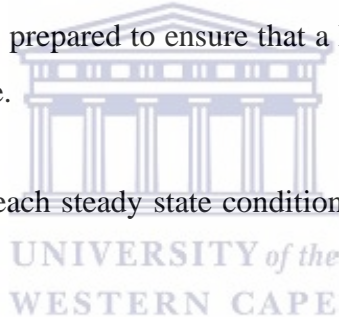 prepared to ensure that a
e.
each steady state condition
UNIVERSITY of the
WESTERN CAPE